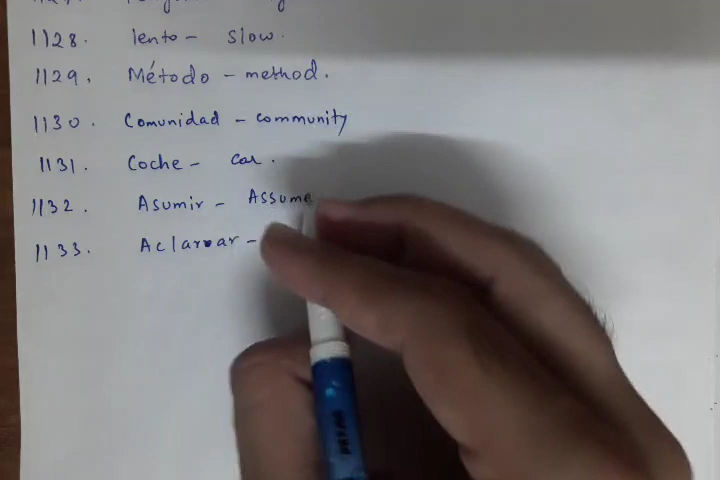 1128. lento - slow.
1129. Método - method.
1130. Comunidad - community
1131. Coche - Car.
1132. Asumir - Assume
1133. Aclarar -